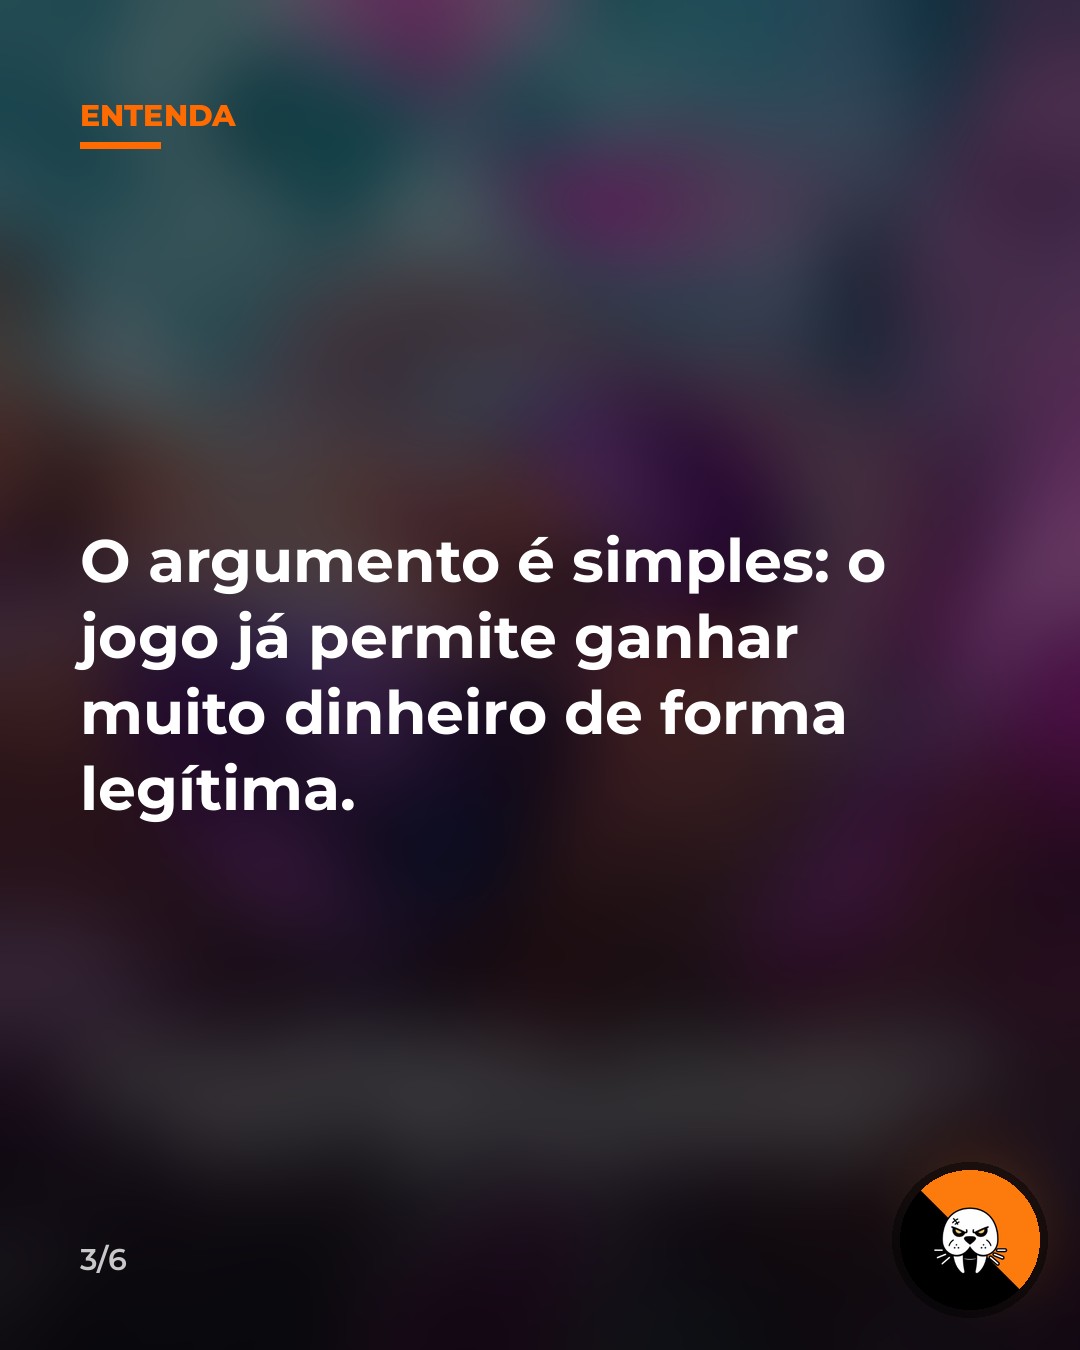 ENTENDA
O argumento é simples: o
jogo já permite ganhar
muito dinheiro de forma
legítima.
3/6